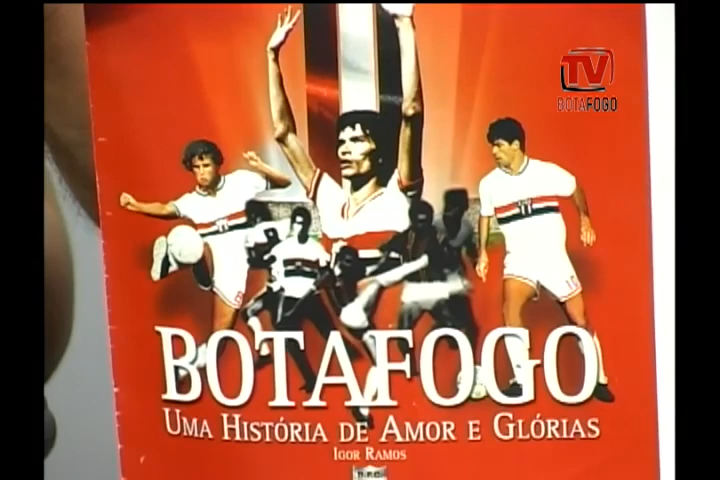 TV
BOTAFOGO
BOTAFOGO
UMA HISTÓRIA DE AMOR E GLÓRIAS
IGOR RAMOS
B.F.C.